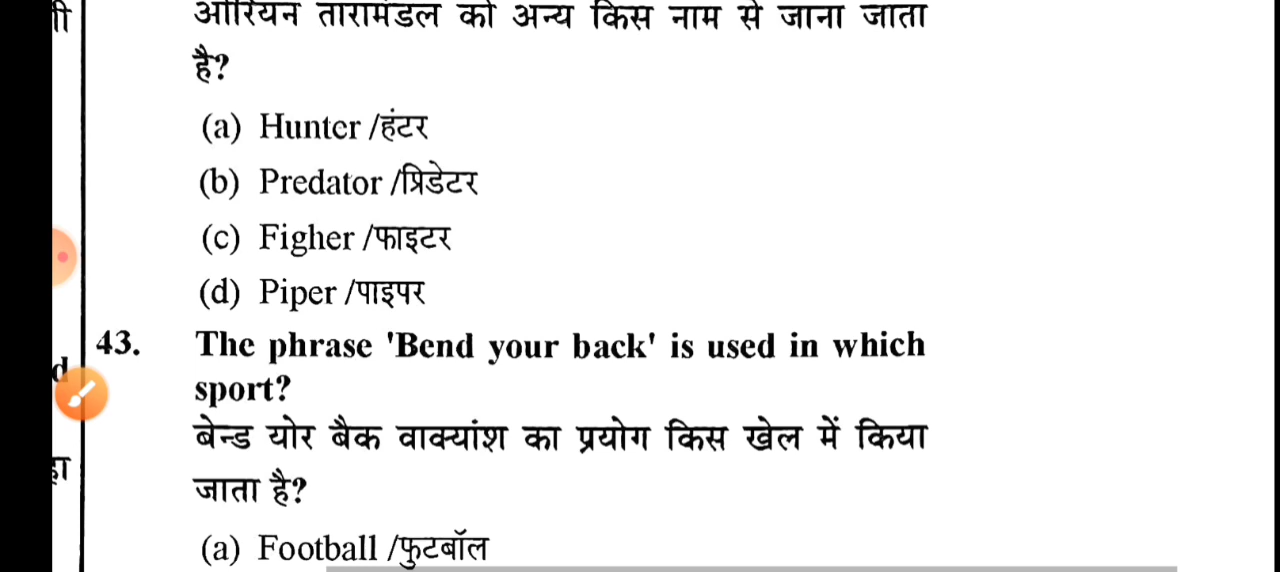 ओरियन तारामंडल को अन्य किस नाम से जाना जाता
है?
(a) Hunter /हंटर
(b) Predator /प्रिडेटर
(c) Figher /फाइटर
(d) Piper /पाइपर
43. The phrase 'Bend your back' is used in which
sport?
बेन्ड योर बैक वाक्यांश का प्रयोग किस खेल में किया
जाता है?
(a) Football /फुटबॉल